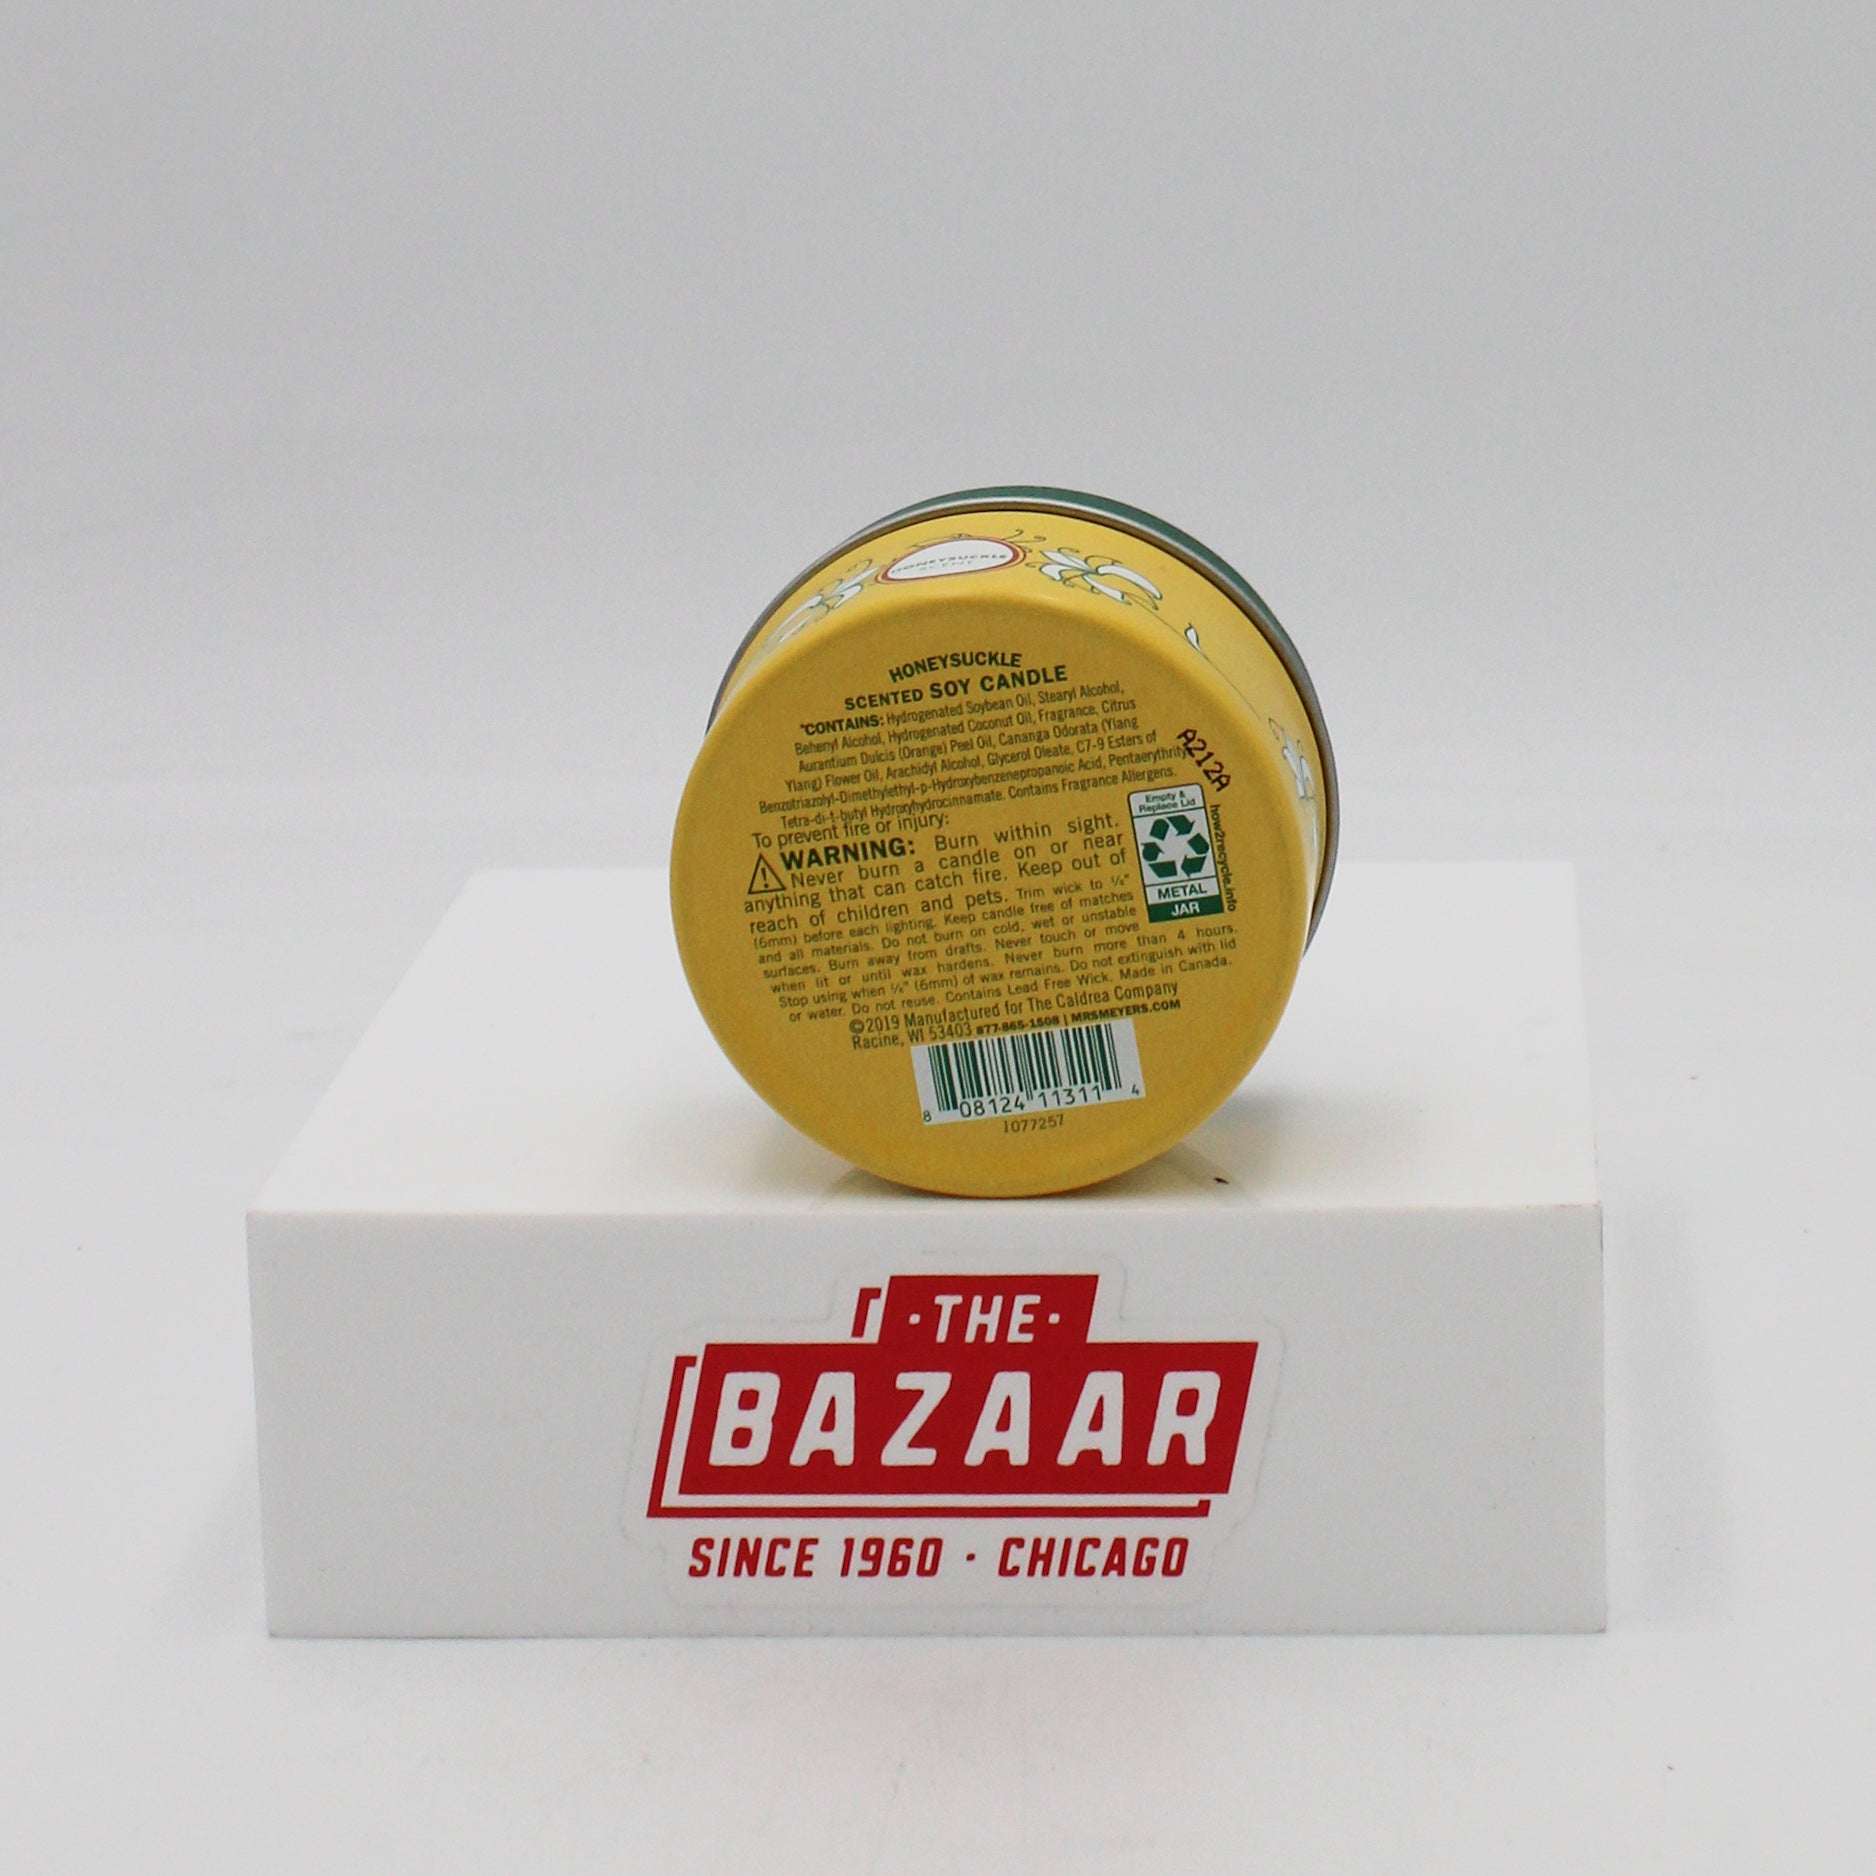 HONEYSUCKLE
SCENT
HONEYSUCKLE
SCENTED SOY CANDLE
*CONTAINS: Hydrogenated Soybean Oil, Stearyl Alcohol,
Behenyl Alcohol, Hydrogenated Coconut Oil, Fragrance, Citrus
Aurantium Dulcis (Orange) Peel Oil, Cananga Odorata (Ylang
Ylang) Flower Oil, Arachidyl Alcohol, Glycerol Oleate, C7-9 Esters of
Benzotriazolyl-Dimethylethyl-p-Hydroxybenzenepropanoic Acid, Pentaerythrityl
Tetra-di-t-butyl Hydroxyhydrocinnamate. Contains Fragrance Allergens.
A212A
To prevent fire or injury:
WARNING: Burn within sight.
Never burn a candle on or near
anything that can catch fire. Keep out of
reach of children and pets. Trim wick to ¼"
(6mm) before each lighting. Keep candle free of matches
and all materials. Do not burn on cold, wet or unstable
surfaces. Burn away from drafts. Never touch or move
when lit or until wax hardens. Never burn more than 4 hours.
Stop using when ¼" (6mm) of wax remains. Do not extinguish with lid
or water. Do not reuse. Contains Lead Free Wick. Made in Canada.
Empty &
Replace Lid
METAL
JAR
how2recycle.info
©2019 Manufactured for The Caldrea Company
Racine, WI 53403 877-865-1508 | MRSMEYERS.COM
8 08124 11311 4
1077257
·THE·
BAZAAR
SINCE 1960 · CHICAGO